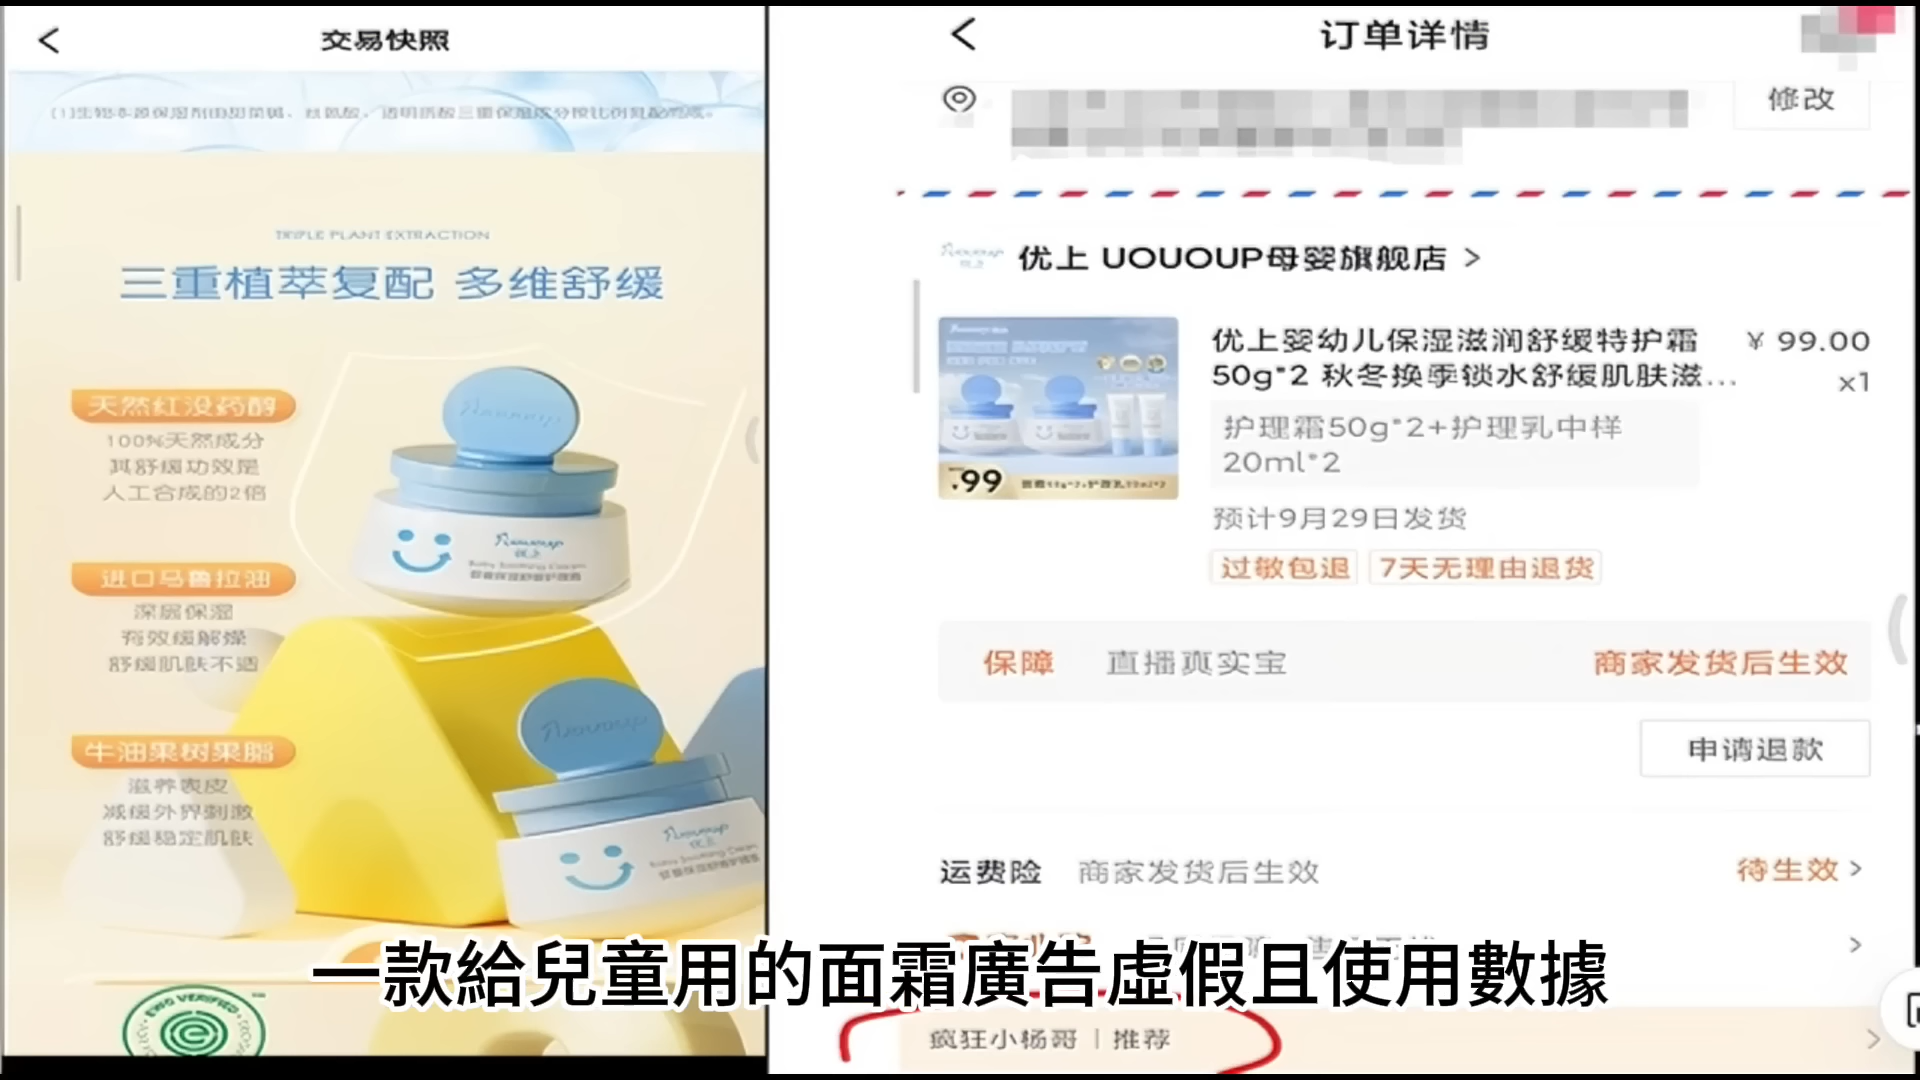 交易快照
TRIPLE PLANT EXTRACTION
三重植萃复配 多维舒缓
天然红没药醇
100%天然成分
其舒缓功效是
人工合成的2倍
进口马鲁拉油
深层保湿
有效缓解燥
舒缓肌肤不适
牛油果树果脂
滋养表皮
减缓外界刺激
舒缓稳定肌肤
EWG VERIFIED
订单详情
修改
优上 UOUOUP母婴旗舰店 >
优上婴幼儿保湿滋润舒缓特护霜
¥ 99.00
50g*2 秋冬换季锁水舒缓肌肤滋...
x1
护理霜50g*2+护理乳中样
20ml*2
99
预计9月29日发货
过敏包退
7天无理由退货
保障 直播真实宝 商家发货后生效
申请退款
运费险 商家发货后生效 待生效 >
一款給兒童用的面霜廣告虛假且使用數據
疯狂小杨哥 | 推荐 >